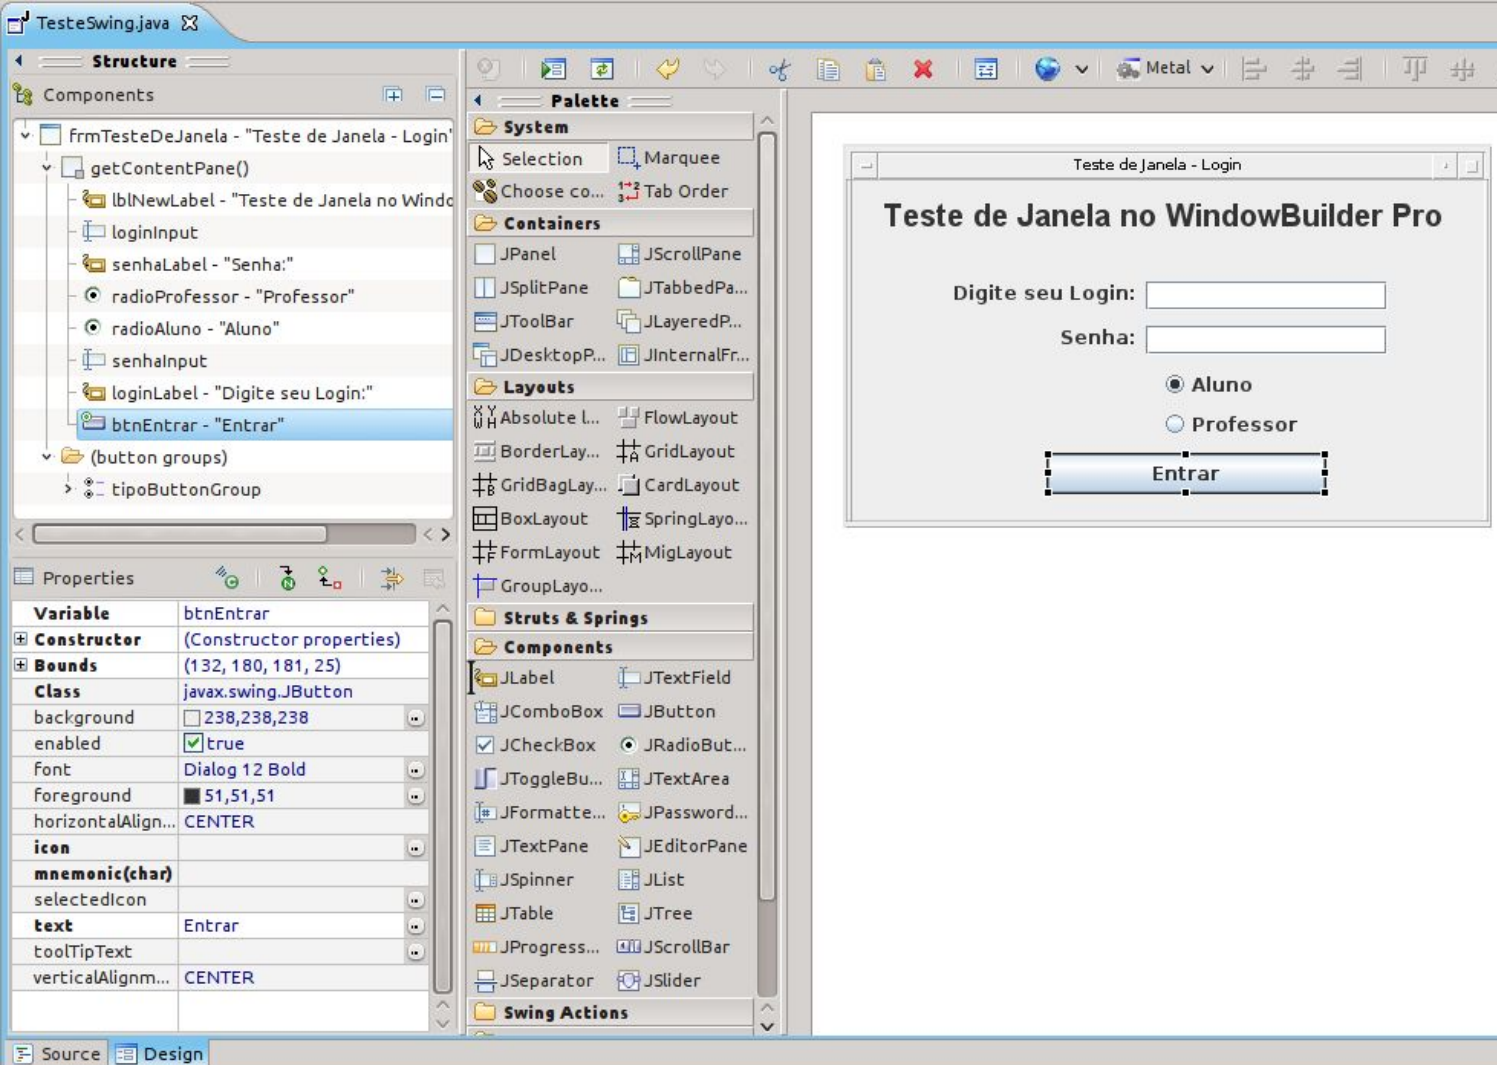 TesteSwing.java
Structure
Components
frmTesteDeJanela - "Teste de Janela - Login"
getContentPane()
lblNewLabel - "Teste de Janela no Windo
loginInput
senhaLabel - "Senha:"
radioProfessor - "Professor"
radioAluno - "Aluno"
senhaInput
loginLabel - "Digite seu Login:"
btnEntrar - "Entrar"
(button groups)
tipoButtonGroup
Properties
Variable btnEntrar
Constructor (Constructor properties)
Bounds (132, 180, 181, 25)
Class javax.swing.JButton
background 238,238,238
enabled true
font Dialog 12 Bold
foreground 51,51,51
horizontalAlign... CENTER
icon
mnemonic(char)
selectedIcon
text Entrar
toolTipText
verticalAlignm... CENTER
Source Design
Metal
Palette
System
Selection Marquee
Choose co... Tab Order
Containers
JPanel JScrollPane
JSplitPane JTabbedPa...
JToolBar JLayeredP...
JDesktopP... JInternalFr...
Layouts
Absolute l... FlowLayout
BorderLay... GridLayout
GridBagLay... CardLayout
BoxLayout SpringLayo...
FormLayout MigLayout
GroupLayo...
Struts & Springs
Components
JLabel JTextField
JComboBox JButton
JCheckBox JRadioBut...
JToggleBu... JTextArea
JFormatte... JPassword...
JTextPane JEditorPane
JSpinner JList
JTable JTree
JProgress... JScrollBar
JSeparator JSlider
Swing Actions
Teste de Janela - Login
Teste de Janela no WindowBuilder Pro
Digite seu Login:
Senha:
Aluno
Professor
Entrar